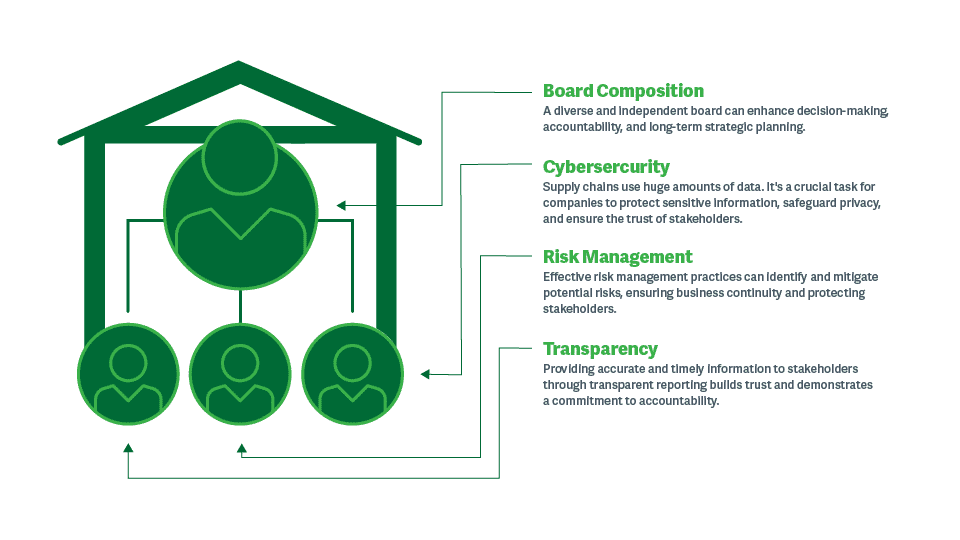 Board Composition
A diverse and independent board can enhance decision-making,
accountability, and long-term strategic planning.
Cybersercurity
Supply chains use huge amounts of data. It's a crucial task for
companies to protect sensitive information, safeguard privacy,
and ensure the trust of stakeholders.
Risk Management
Effective risk management practices can identify and mitigate
potential risks, ensuring business continuity and protecting
stakeholders.
Transparency
Providing accurate and timely information to stakeholders
through transparent reporting builds trust and demonstrates
a commitment to accountability.